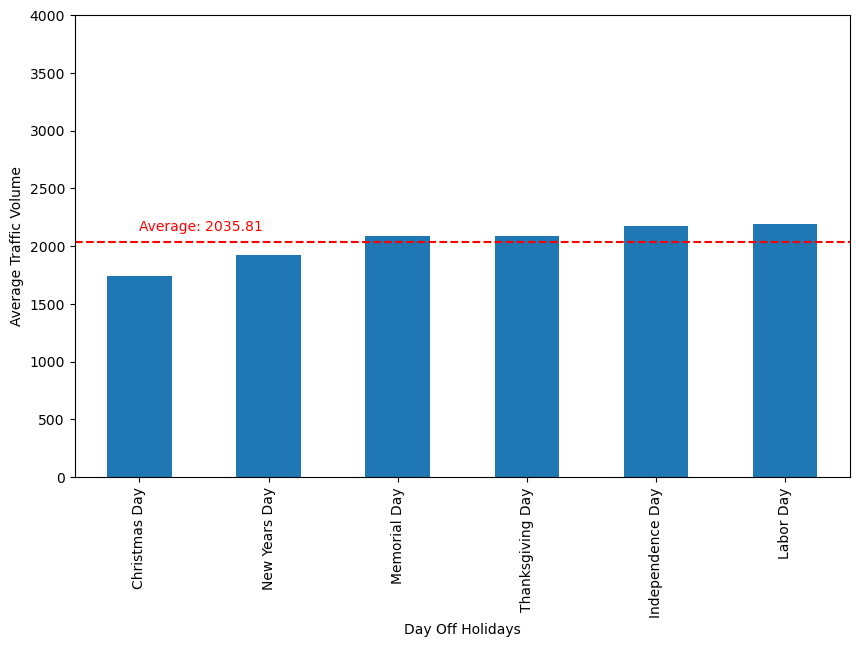 4000
3500
3000
2500
2000
1500
1000
500
0
Average Traffic Volume
Average: 2035.81
Christmas Day
New Years Day
Memorial Day
Thanksgiving Day
Independence Day
Labor Day
Day Off Holidays